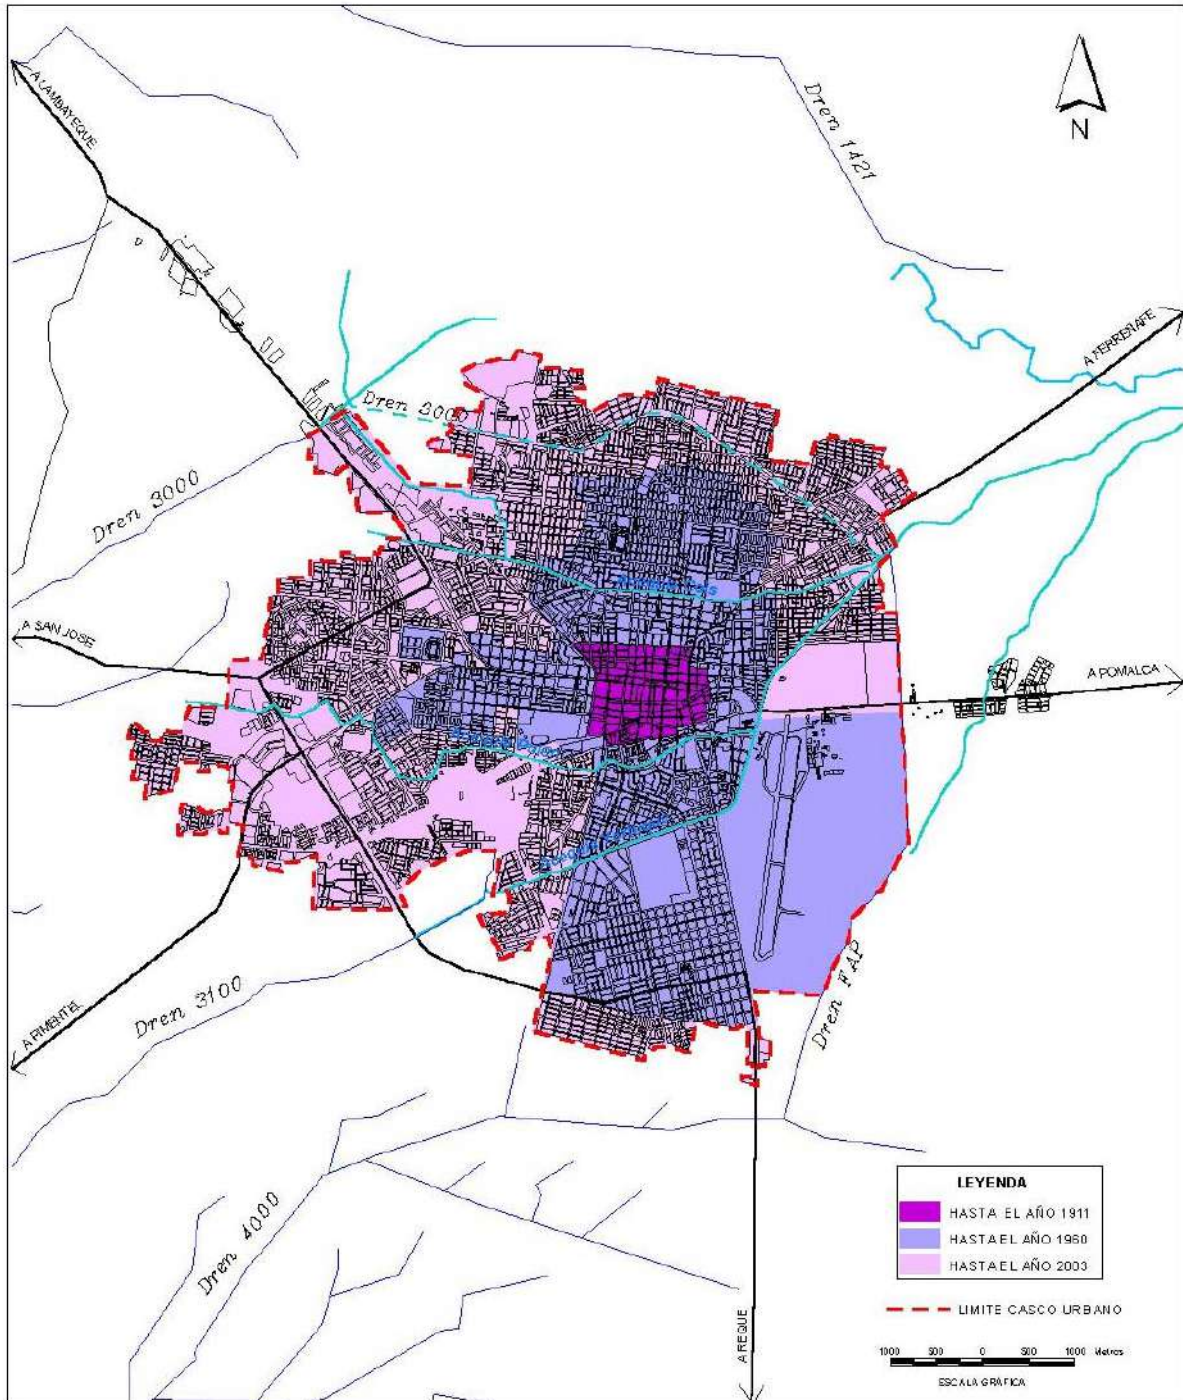 A LAMBAYEQUE
Dren 1421
N
A FERREÑAFE
Dren 3000
Dren 3000
A SAN JOSE
A POMALCA
A PIMENTEL
Dren 3100
Dren FAP
Dren 4000
A REQUE
LEYENDA
HASTA EL AÑO 1911
HASTA EL AÑO 1960
HASTA EL AÑO 2003
LIMITE CASCO URBANO
1000 500 0 500 1000 Metros
ESCALA GRAFICA